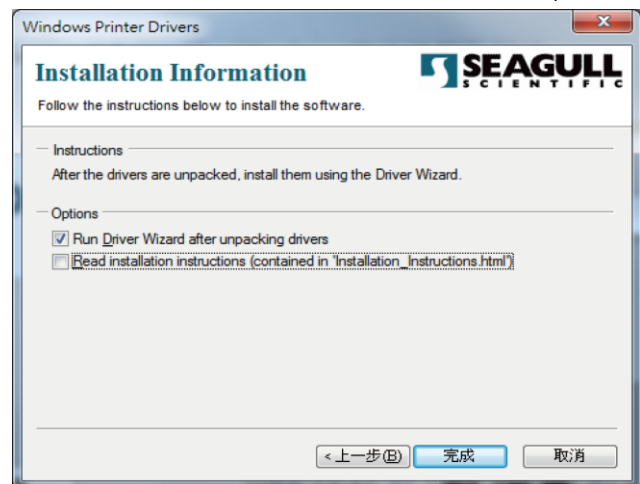 Windows Printer Drivers
Installation Information
SEAGULL
SCIENTIFIC
Follow the instructions below to install the software.
Instructions
After the drivers are unpacked, install them using the Driver Wizard.
Options
Run Driver Wizard after unpacking drivers
Read installation instructions (contained in 'Installation_Instructions.html')
<上一步(B) 完成 取消